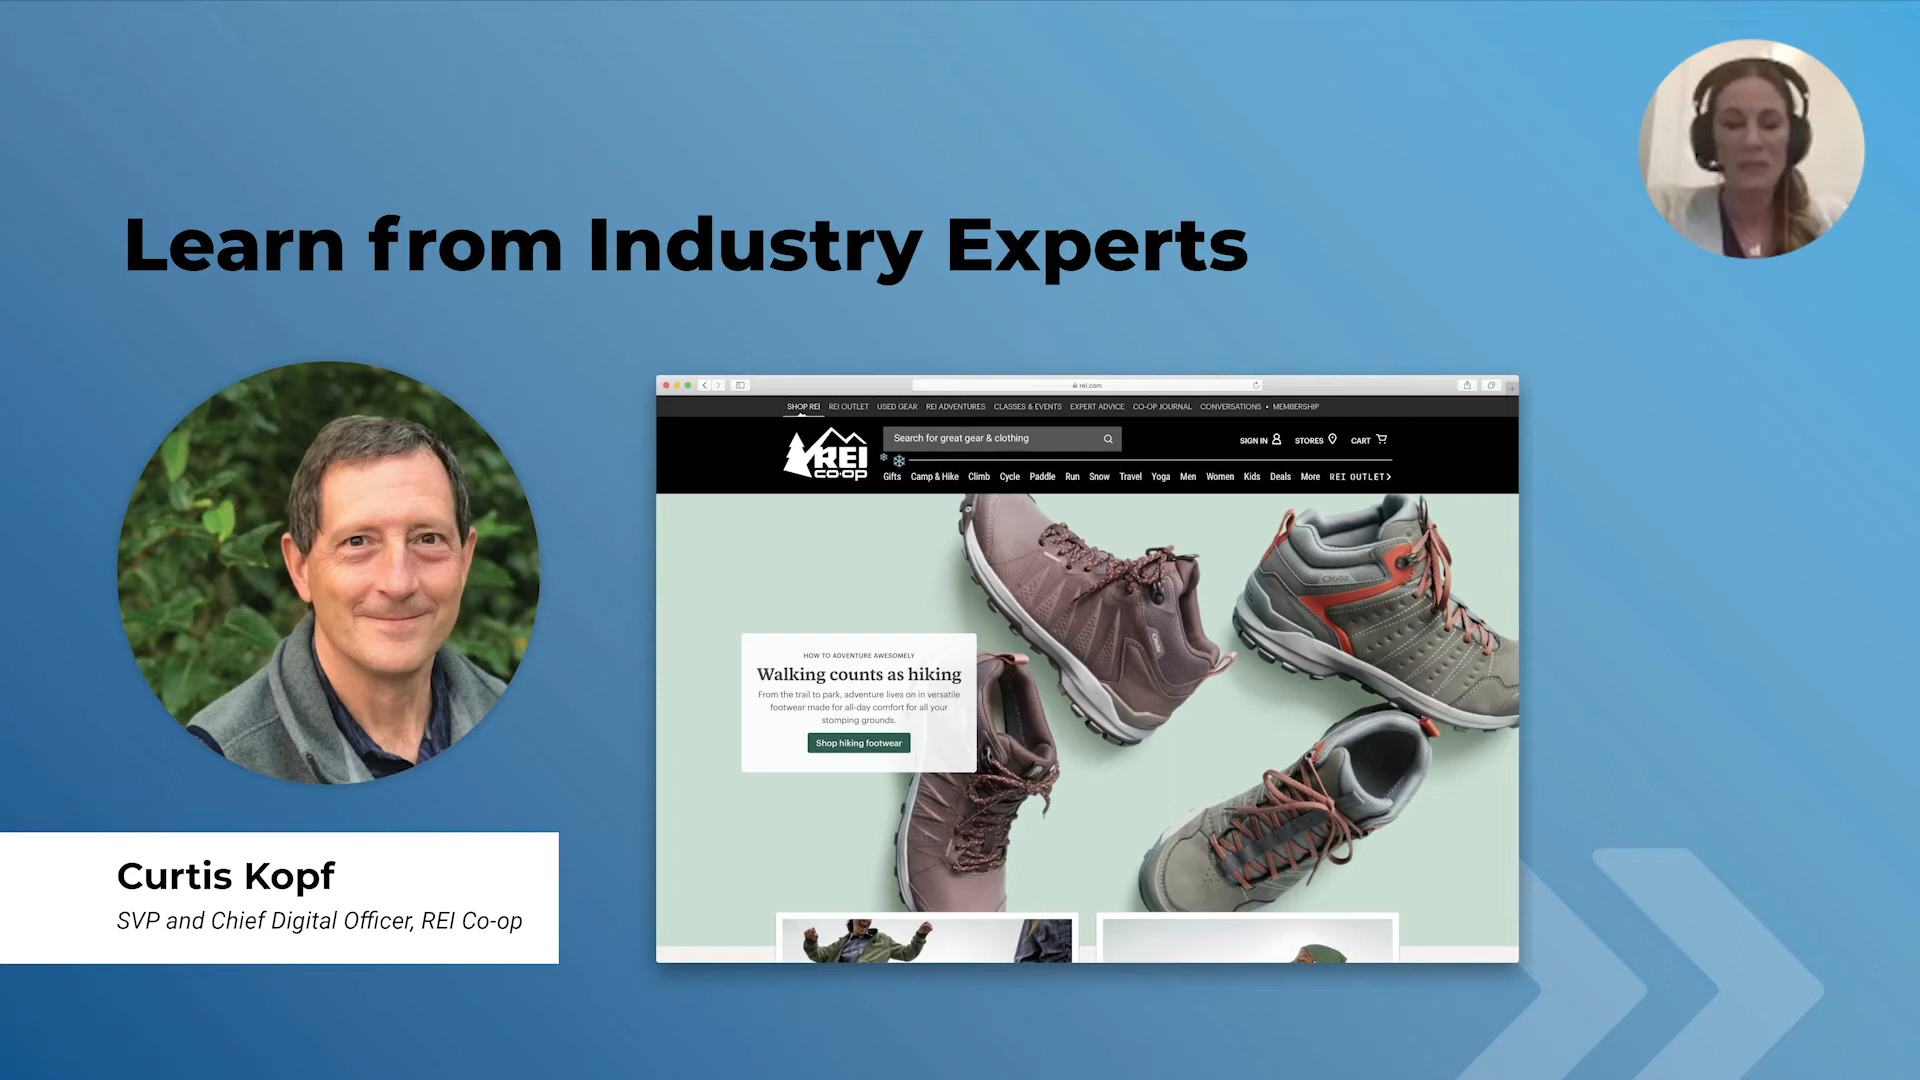 Learn from Industry Experts
rei.com
SHOP REI REI OUTLET USED GEAR REI ADVENTURES CLASSES & EVENTS EXPERT ADVICE CO-OP JOURNAL CONVERSATIONS • MEMBERSHIP
REI
CO·OP
Search for great gear & clothing
SIGN IN STORES CART
Gifts Camp & Hike Climb Cycle Paddle Run Snow Travel Yoga Men Women Kids Deals More REI OUTLET
Oboz
Oboz
HOW TO ADVENTURE AWESOMELY
Walking counts as hiking
From the trail to park, adventure lives on in versatile
footwear made for all-day comfort for all your
stomping grounds.
Shop hiking footwear
Curtis Kopf
SVP and Chief Digital Officer, REI Co-op